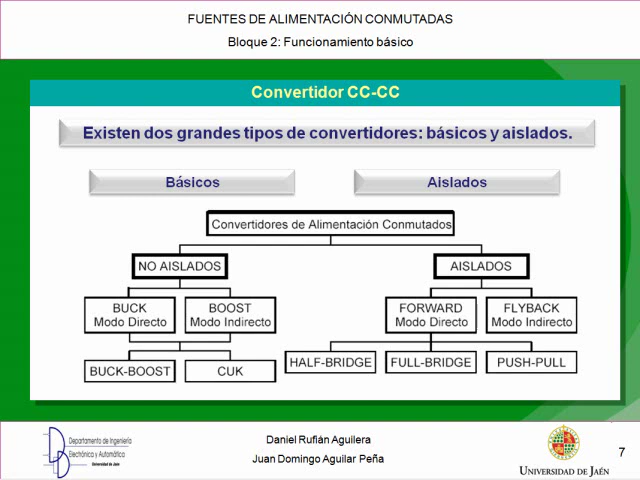 FUENTES DE ALIMENTACIÓN CONMUTADAS
Bloque 2: Funcionamiento básico
Convertidor CC-CC
Existen dos grandes tipos de convertidores: básicos y aislados.
Básicos
Aislados
Convertidores de Alimentación Conmutados
NO AISLADOS
AISLADOS
BUCK
Modo Directo
BOOST
Modo Indirecto
FORWARD
Modo Directo
FLYBACK
Modo Indirecto
BUCK-BOOST
CUK
HALF-BRIDGE
FULL-BRIDGE
PUSH-PULL
Departamento de Ingeniería
Electrónica y Automática
Universidad de Jaén
Daniel Rufián Aguilera
Juan Domingo Aguilar Peña
UNIVERSIDAD DE JAÉN
7